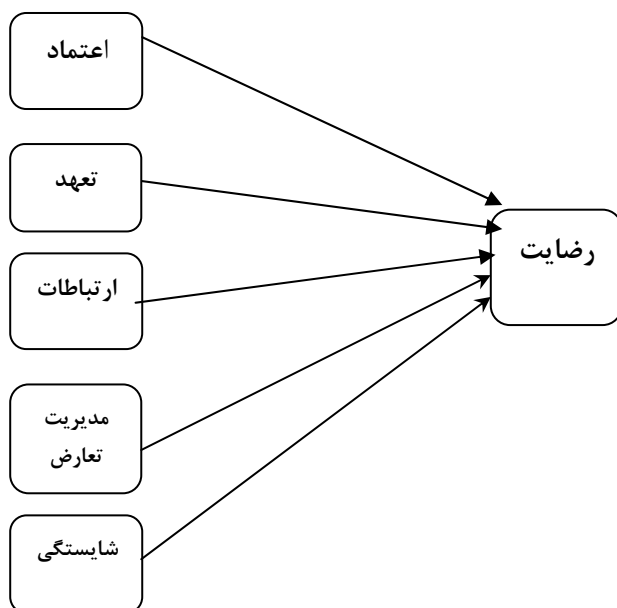 اعتماد
تعهد
ارتباطات
مدیریت
تعارض
شایستگی
رضایت